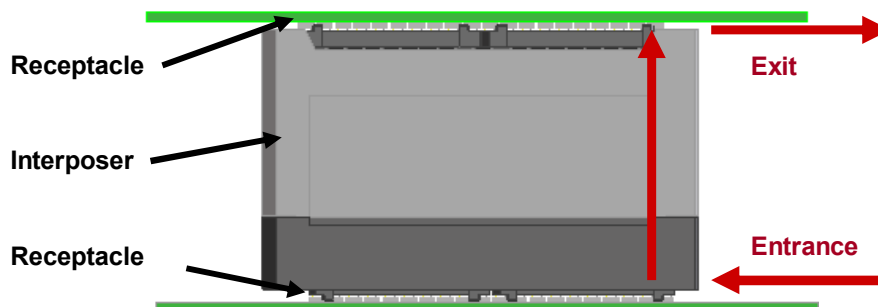 Receptacle
Exit
Interposer
Receptacle
Entrance